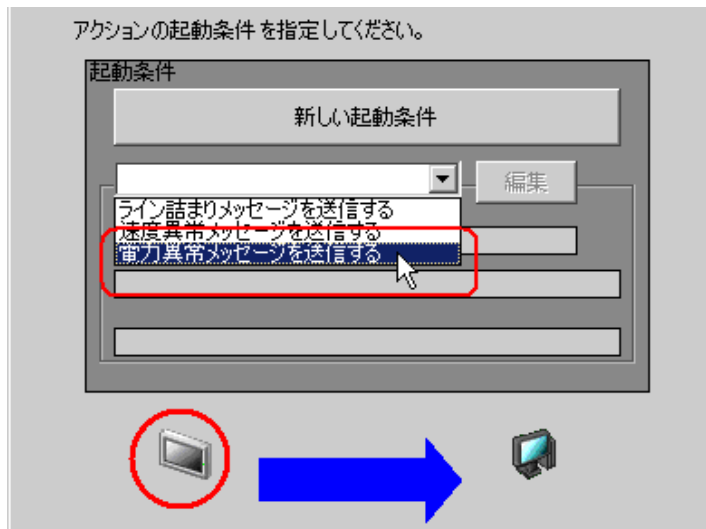 アクションの起動条件を指定してください。
起動条件
新しい起動条件
編集
ライン詰まりメッセージを送信する
速度異常メッセージを送信する
電力異常メッセージを送信する